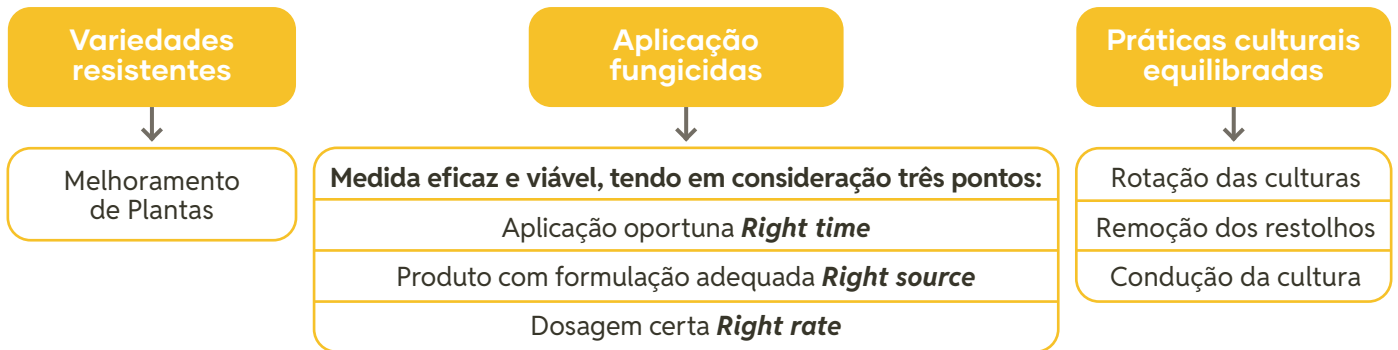 Variedades
resistentes
Melhoramento
de Plantas
Aplicação
fungicidas
Medida eficaz e viável, tendo em consideração três pontos:
Aplicação oportuna Right time
Produto com formulação adequada Right source
Dosagem certa Right rate
Práticas culturais
equilibradas
Rotação das culturas
Remoção dos restolhos
Condução da cultura